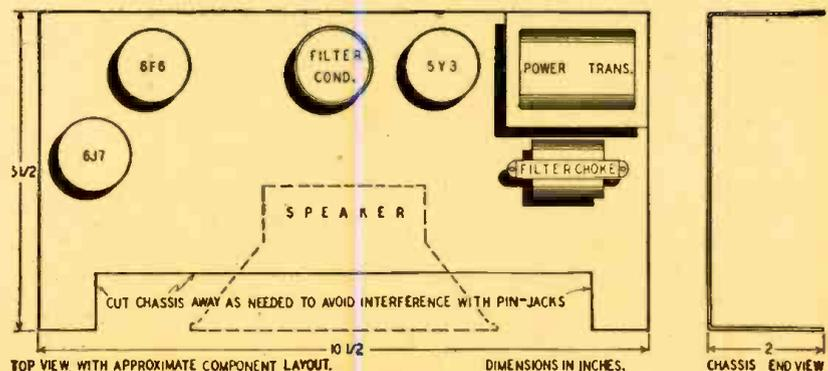 6F6
FILTER
COND.
5Y3
POWER TRANS.
6J7
FILTER CHOKE
5 1/2
SPEAKER
CUT CHASSIS AWAY AS NEEDED TO AVOID INTERFERENCE WITH PIN-JACKS
10 1/2
2
TOP VIEW WITH APPROXIMATE COMPONENT LAYOUT.
DIMENSIONS IN INCHES.
CHASSIS END VIEW